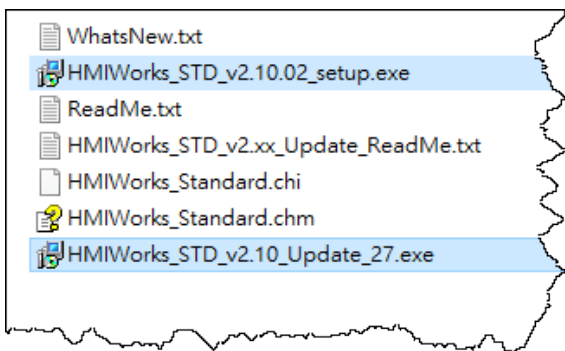 WhatsNew.txt
HMIWorks_STD_v2.10.02_setup.exe
ReadMe.txt
HMIWorks_STD_v2.xx_Update_ReadMe.txt
HMIWorks_Standard.chi
HMIWorks_Standard.chm
HMIWorks_STD_v2.10_Update_27.exe